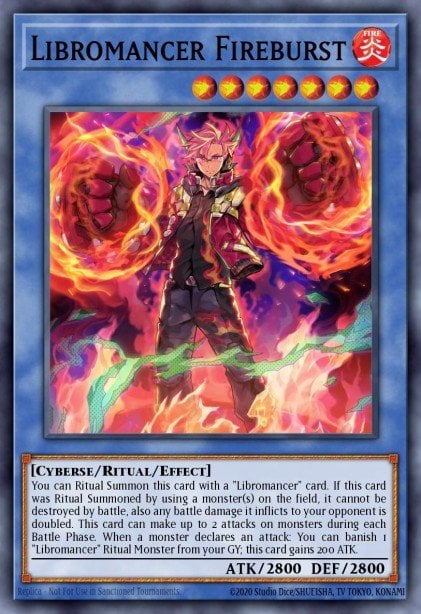 LIBROMANCER FIREBURST
FIRE
炎
[CYBERSE/RITUAL/EFFECT]
You can Ritual Summon this card with a "Libromancer" card. If this
card was Ritual Summoned by using a monster(s) on the field, it cannot be
destroyed by battle, also any battle damage it inflicts to your opponent is
doubled. This card can make up to 2 attacks on monsters during each
Battle Phase. When a monster declares an attack: You can banish 1
"Libromancer" Ritual Monster from your GY; this card gains 200 ATK.
ATK/2800 DEF/2800
Replica - Not For Use in Sanctioned Tournaments.
©2020 Studio Dice/SHUEISHA, TV TOKYO, KONAMI